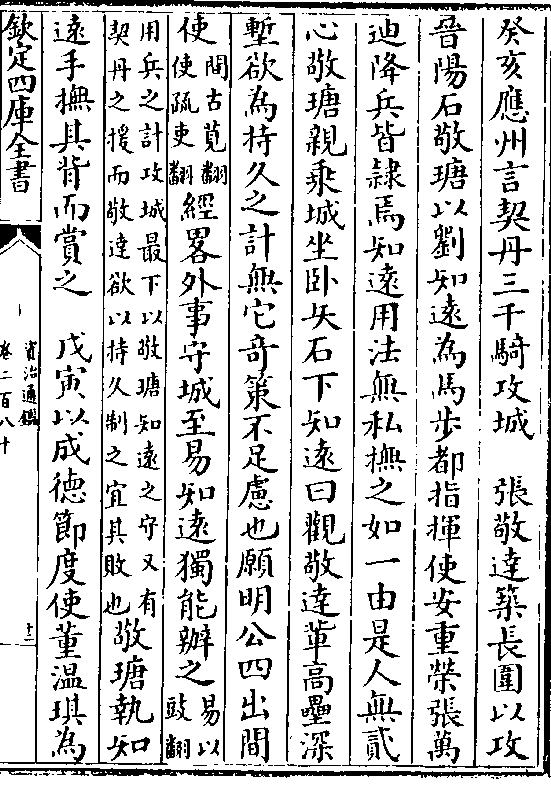 癸亥應州言契丹三千騎攻城　張敬達築長圍以攻
晉陽石敬瑭以劉知遠為馬步都指揮使安重榮張萬
迪降兵皆隸焉知遠用法無私撫之如一由是人無貳
心敬瑭親乘城坐卧矢石下知遠曰觀敬達軰高壘深
塹欲為持久之計無它竒策不足慮也願明公四出間
使間古莧翻
使疏吏翻經畧外事守城至易知遠獨能辦之易以
豉翻
用兵之計攻城最下以敬瑭知遠之守又有
契丹之援而敬達欲以持久制之宜其敗也敬瑭執知
遠手撫其背而賞之　戊寅以成德節度使董温琪為
欽定四庫全書
資治通鑑
卷二百八十
十二